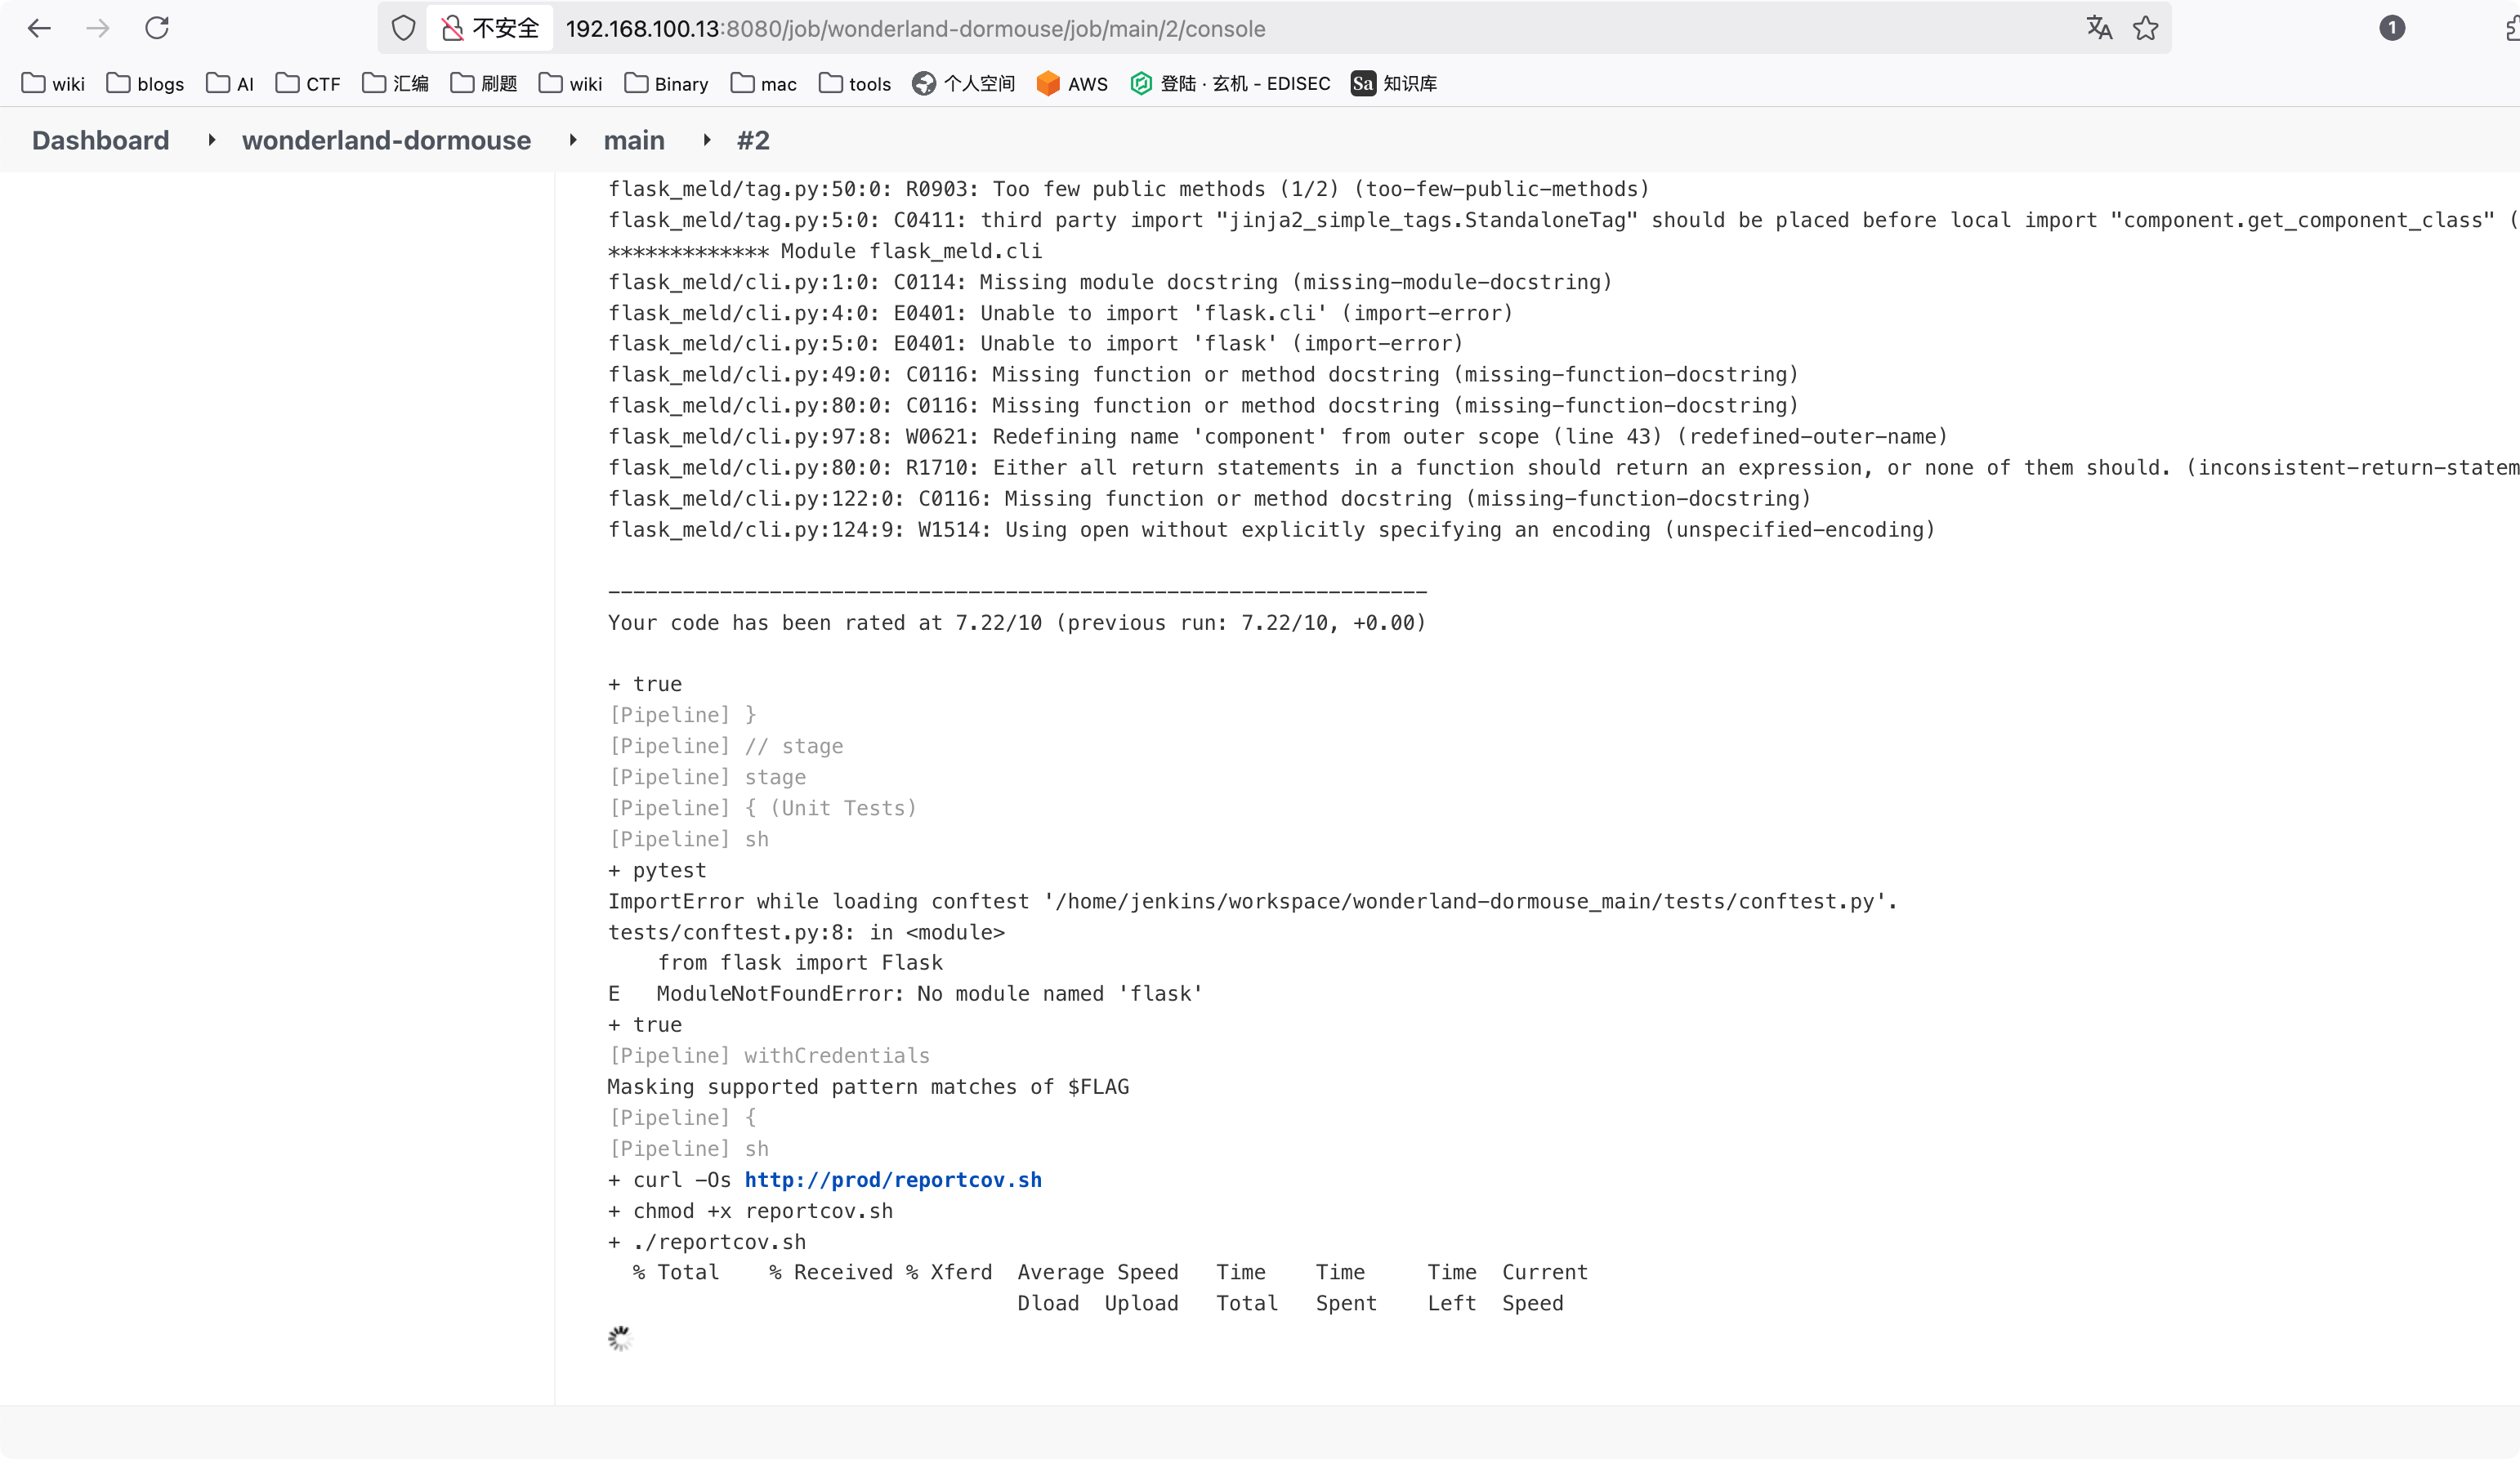 不安全 192.168.100.13:8080/job/wonderland-dormouse/job/main/2/console 1
wiki blogs AI CTF 汇编 刷题 wiki Binary mac tools 个人空间 AWS 登陆 · 玄机 - EDISEC Sa 知识库
Dashboard wonderland-dormouse main #2
flask_meld/tag.py:50:0: R0903: Too few public methods (1/2) (too-few-public-methods)
flask_meld/tag.py:5:0: C0411: third party import "jinja2_simple_tags.StandaloneTag" should be placed before local import "component.get_component_class" (
************* Module flask_meld.cli
flask_meld/cli.py:1:0: C0114: Missing module docstring (missing-module-docstring)
flask_meld/cli.py:4:0: E0401: Unable to import 'flask.cli' (import-error)
flask_meld/cli.py:5:0: E0401: Unable to import 'flask' (import-error)
flask_meld/cli.py:49:0: C0116: Missing function or method docstring (missing-function-docstring)
flask_meld/cli.py:80:0: C0116: Missing function or method docstring (missing-function-docstring)
flask_meld/cli.py:97:8: W0621: Redefining name 'component' from outer scope (line 43) (redefined-outer-name)
flask_meld/cli.py:80:0: R1710: Either all return statements in a function should return an expression, or none of them should. (inconsistent-return-statem
flask_meld/cli.py:122:0: C0116: Missing function or method docstring (missing-function-docstring)
flask_meld/cli.py:124:9: W1514: Using open without explicitly specifying an encoding (unspecified-encoding)
------------------------------------------------------------------
Your code has been rated at 7.22/10 (previous run: 7.22/10, +0.00)
+ true
[Pipeline] }
[Pipeline] // stage
[Pipeline] stage
[Pipeline] { (Unit Tests)
[Pipeline] sh
+ pytest
ImportError while loading conftest '/home/jenkins/workspace/wonderland-dormouse_main/tests/conftest.py'.
tests/conftest.py:8: in <module>
from flask import Flask
E   ModuleNotFoundError: No module named 'flask'
+ true
[Pipeline] withCredentials
Masking supported pattern matches of $FLAG
[Pipeline] {
[Pipeline] sh
+ curl -Os http://prod/reportcov.sh
+ chmod +x reportcov.sh
+ ./reportcov.sh
% Total    % Received % Xferd  Average Speed   Time    Time     Time  Current
Dload  Upload   Total   Spent    Left  Speed